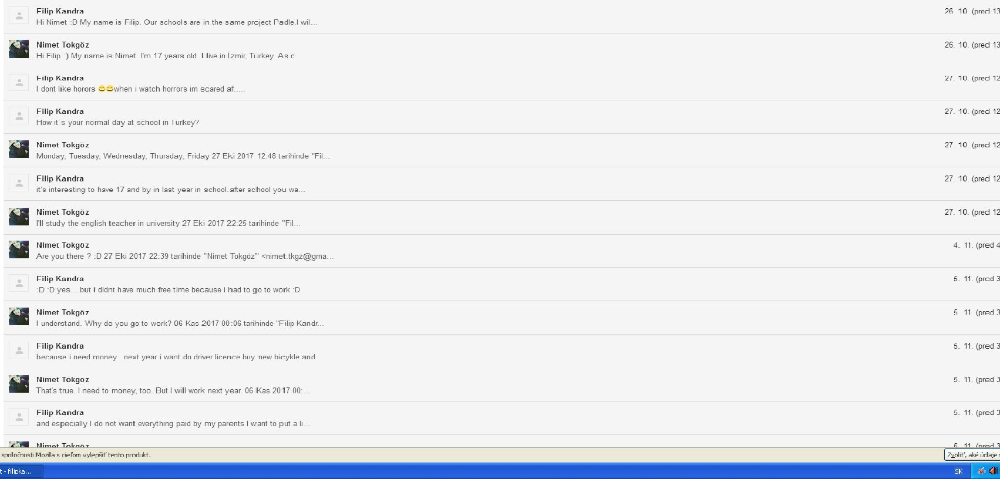 Filip Kandra 26. 10. (pred 13
Hi Nimet :D My name is Filip. Our schools are in the same project Padle.I wil...
Nimet Tokgöz 26. 10. (pred 13
Hi Filip :) My name is Nimet. I'm 17 years old. I live in İzmir, Turkey. As c
Filip Kandra 27. 10. (pred 12
I dont like horors 😄😄when i watch horrors im scared af.....
Filip Kandra 27. 10. (pred 12
How it`s your normal day at school in Turkey?
Nimet Tokgöz 27. 10. (pred 12
Monday, Tuesday, Wednesday, Thursday, Friday 27 Eki 2017 12:48 tarihinde "Fil...
Filip Kandra 27. 10. (pred 12
it's interesting to have 17 and by in last year in school.after school you wa...
Nimet Tokgöz 27. 10. (pred 12
I'll study the english teacher in university 27 Eki 2017 22:25 tarihinde "Fil...
Nimet Tokgöz 4. 11. (pred 4
Are you there ? :D 27 Eki 2017 22:39 tarihinde "Nimet Tokgöz" <nimet.tkgz@gma...
Filip Kandra 5. 11. (pred 3
:D :D yes....but i didnt have much free time because i had to go to work :D
Nimet Tokgöz 5. 11. (pred 3
I understand. Why do you go to work? 06 Kas 2017 00:06 tarihinde "Filip Kandr...
Filip Kandra 5. 11. (pred 3
because i need money.. next year i want do driver licence buy new bicykle and
Nimet Tokgöz 5. 11. (pred 3
That's true. I need to money, too. But I will work next year. 06 Kas 2017 00:...
Filip Kandra 5. 11. (pred 3
and especially I do not want everything paid by my parents I want to put a li...
Nimet Tokgöz 5. 11. (pred 3
spoločnosti Mozilla s cieľom vylepšiť tento produkt. Zvoliť, aké údaje
t - filipka... SK